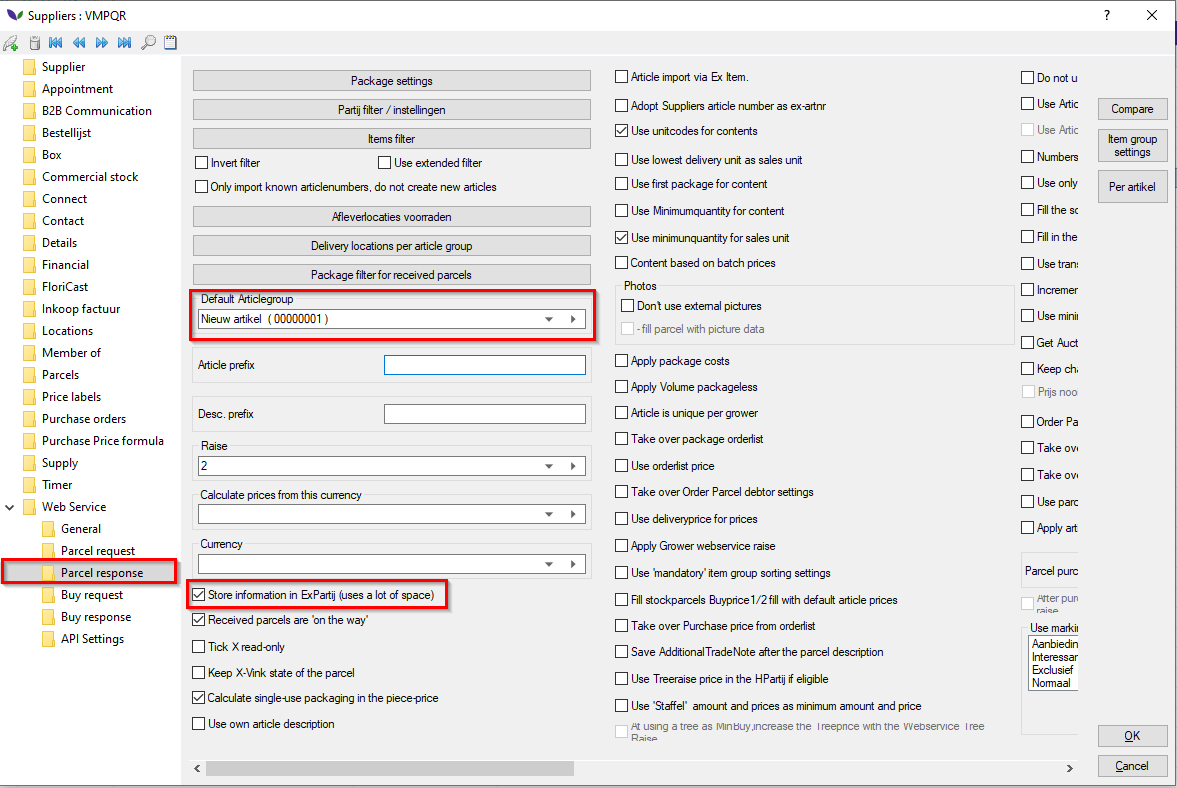 Suppliers : VMPQR
?
Supplier
Appointment
B2B Communication
Bestellijst
Box
Commercial stock
Connect
Contact
Details
Financial
FloriCast
Inkoop factuur
Locations
Member of
Parcels
Price labels
Purchase orders
Purchase Price formula
Supply
Timer
Web Service
General
Parcel request
Parcel response
Buy request
Buy response
API Settings
Package settings
Partij filter / instellingen
Items filter
Invert filter
Use extended filter
Only import known articlenumbers, do not create new articles
Afleverlocaties voorraden
Delivery locations per article group
Package filter for received parcels
Default Articlegroup
Nieuw artikel ( 00000001 )
Article prefix
Desc. prefix
Raise
2
Calculate prices from this currency
Currency
Store information in ExPartij (uses a lot of space)
Received parcels are 'on the way'
Tick X read-only
Keep X-Vink state of the parcel
Calculate single-use packaging in the piece-price
Use own article description
Article import via Ex Item.
Adopt Suppliers article number as ex-artnr
Use unitcodes for contents
Use lowest delivery unit as sales unit
Use first package for content
Use Minimumquantity for content
Use minimunquantity for sales unit
Content based on batch prices
Photos
Don't use external pictures
- fill parcel with picture data
Apply package costs
Apply Volume packageless
Article is unique per grower
Take over package orderlist
Use orderlist price
Take over Order Parcel debtor settings
Use deliveryprice for prices
Apply Grower webservice raise
Use 'mandatory' item group sorting settings
Fill stockparcels Buyprice1/2 fill with default article prices
Take over Purchase price from orderlist
Save AdditionalTradeNote after the parcel description
Use Treeraise price in the HPartij if eligible
Use 'Staffel' amount and prices as minimum amount and price
At using a tree as MinBuy,increase the Treeprice with the Webservice Tree
Raise
Do not u
Use Artic
Use Artic
Numbers
Use only
Fill the sc
Fill in the
Use trans
Incremer
Use mini
Get Auct
Keep cha
Prijs noo
Order Pa
Take ove
Take ove
Use parc
Apply art
Parcel purc
After pur
raise
Use markin
Aanbiedin
Interessar
Exclusief
Normaal
Compare
Item group
settings
Per artikel
OK
Cancel